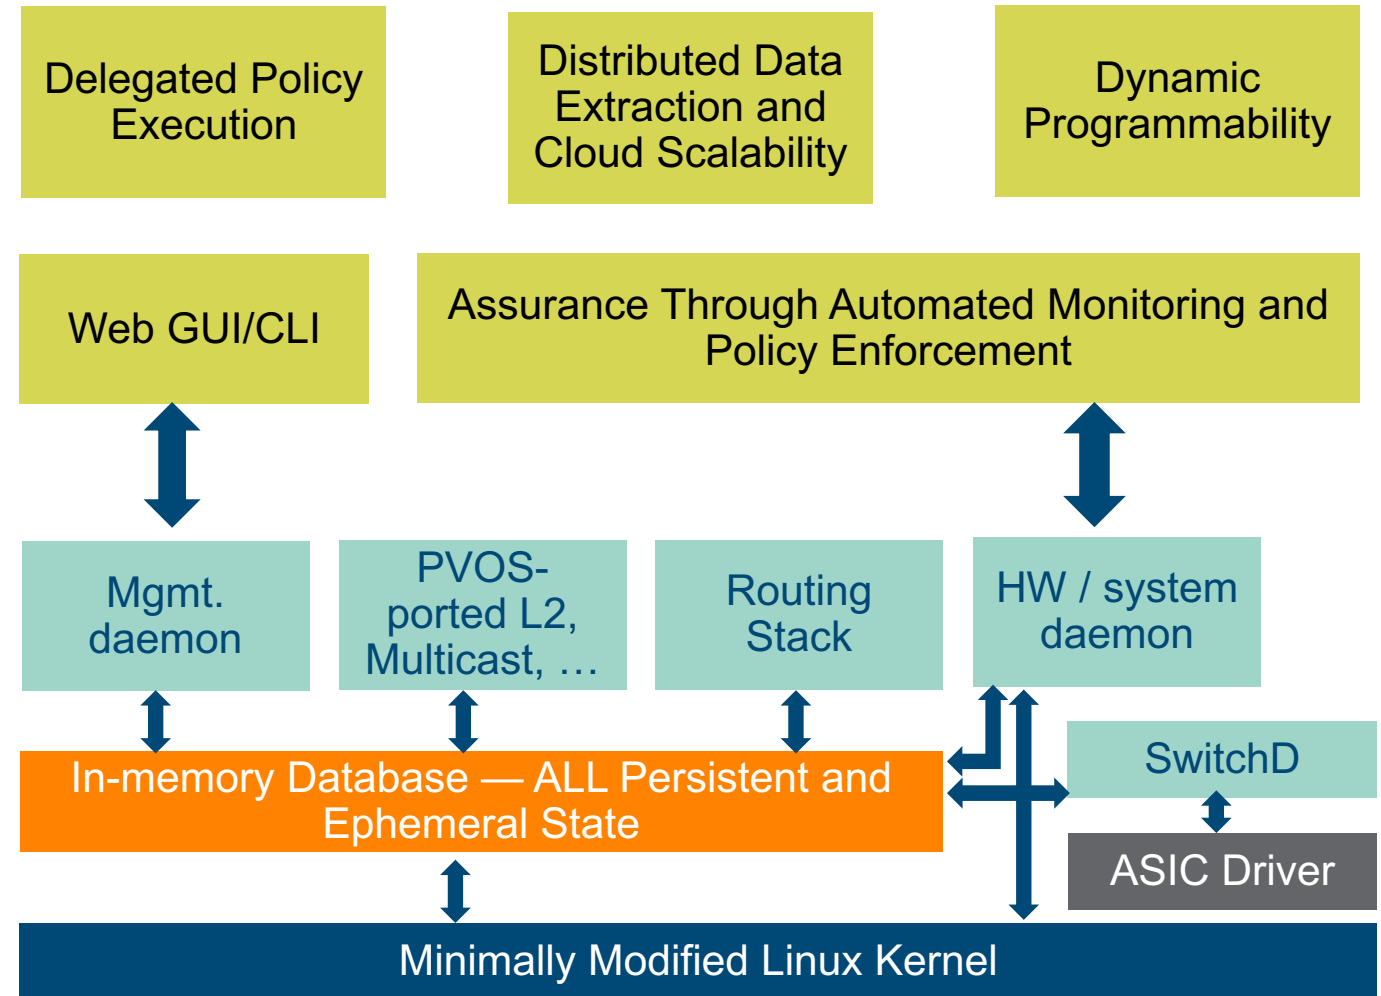 Delegated Policy
Execution
Distributed Data
Extraction and
Cloud Scalability
Dynamic
Programmability
Web GUI/CLI
Assurance Through Automated Monitoring and
Policy Enforcement
Mgmt.
daemon
PVOS-
ported L2,
Multicast, …
Routing
Stack
HW / system
daemon
In-memory Database — ALL Persistent and
Ephemeral State
SwitchD
ASIC Driver
Minimally Modified Linux Kernel